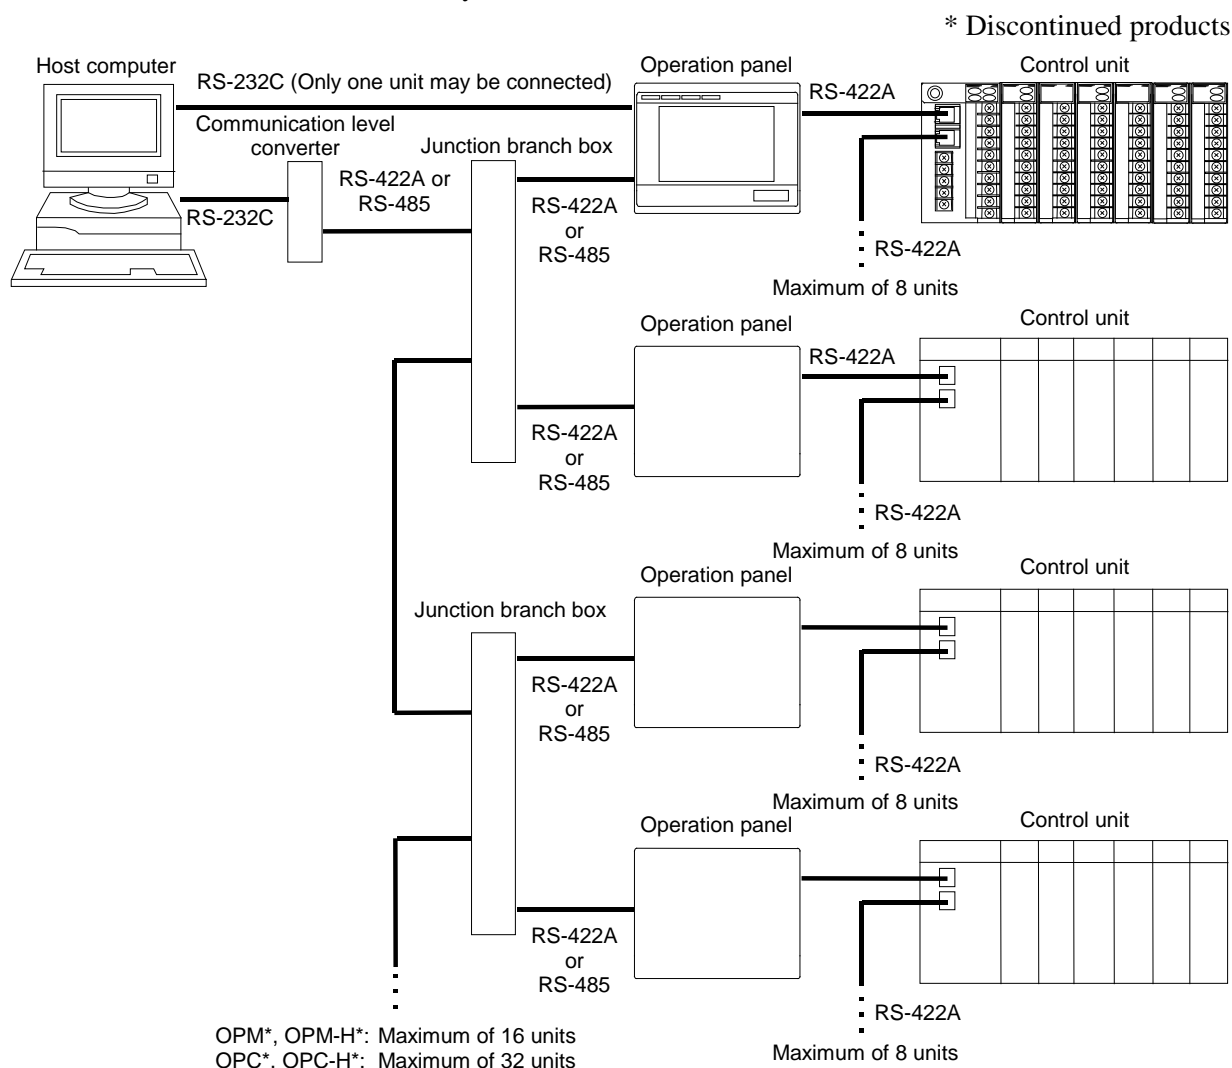 * Discontinued products
Host computer
RS-232C (Only one unit may be connected)
Operation panel
RS-422A
Control unit
Communication level
converter
Junction branch box
RS-232C
RS-422A or
RS-485
RS-422A
or
RS-485
RS-422A
Maximum of 8 units
Operation panel
RS-422A
Control unit
RS-422A
or
RS-485
RS-422A
Maximum of 8 units
Operation panel
Control unit
Junction branch box
RS-422A
or
RS-485
RS-422A
Maximum of 8 units
Operation panel
Control unit
RS-422A
or
RS-485
RS-422A
Maximum of 8 units
OPM*, OPM-H*: Maximum of 16 units
OPC*, OPC-H*: Maximum of 32 units